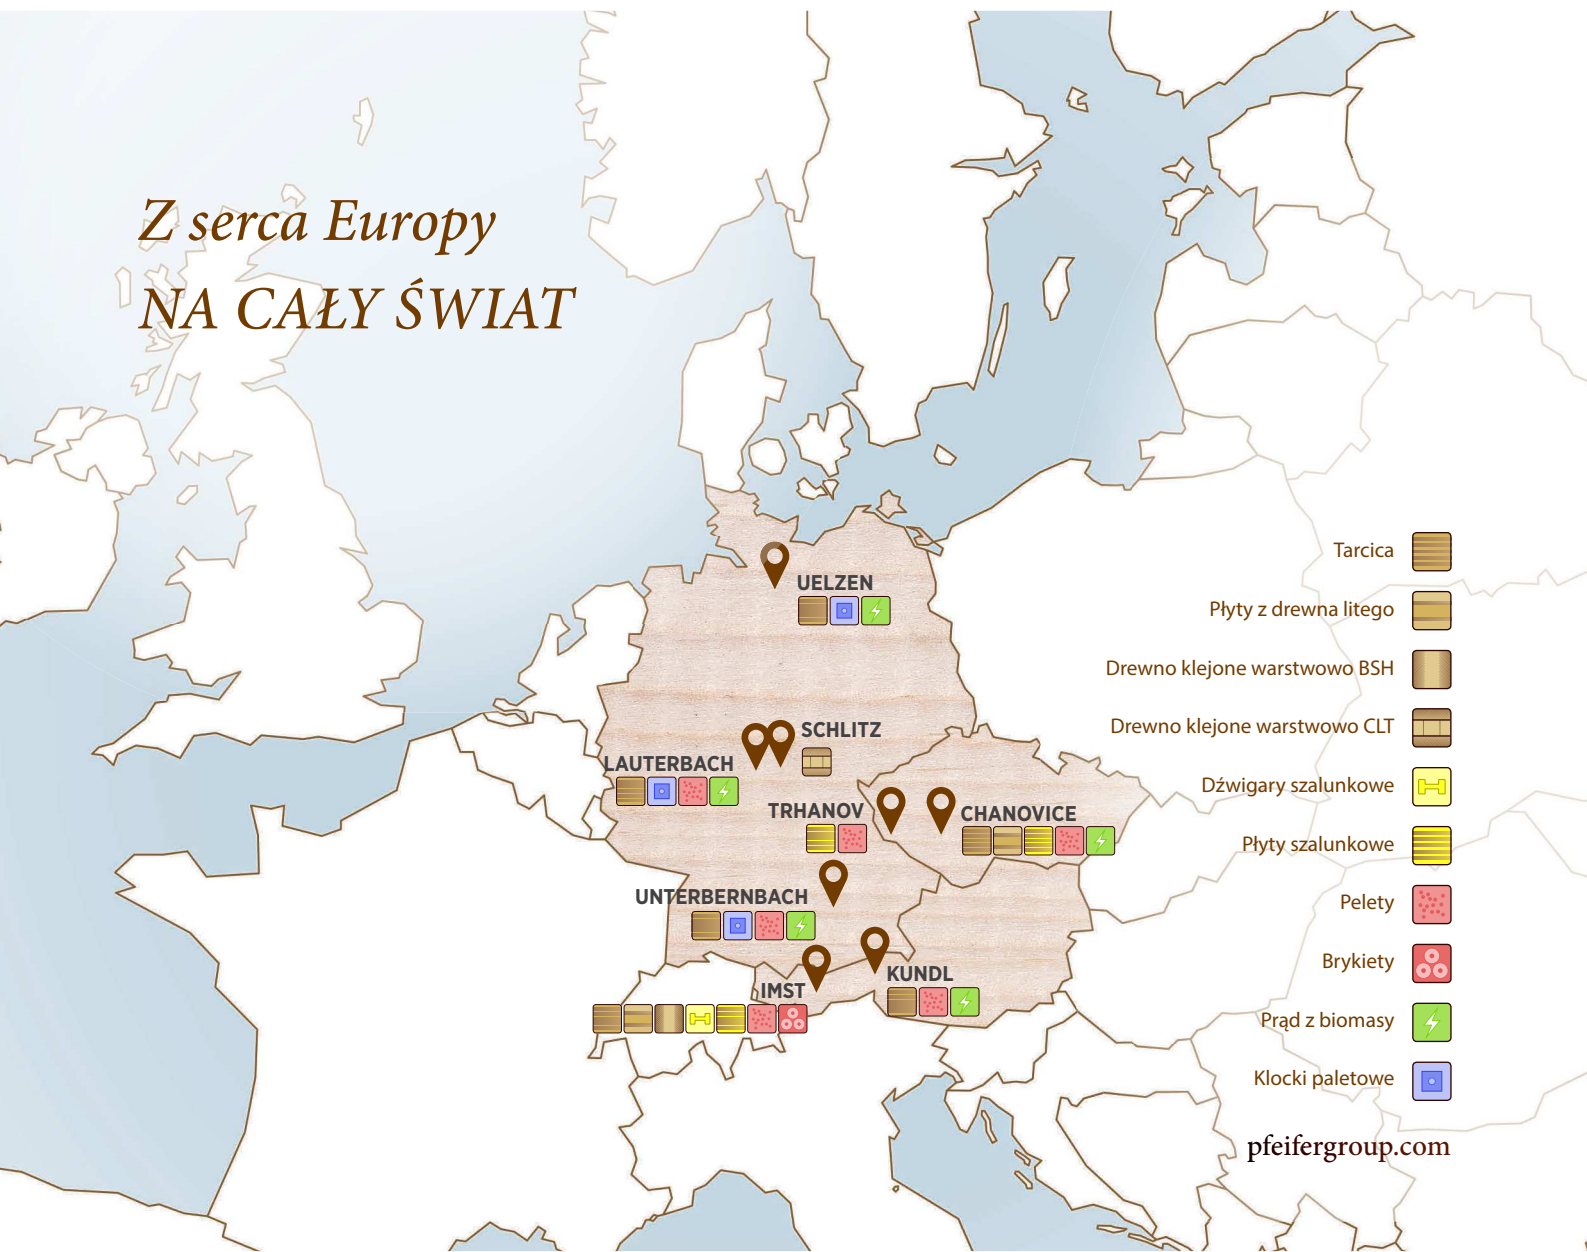 Z serca Europy
NA CAŁY ŚWIAT
UELZEN
SCHLITZ
LAUTERBACH
TRHANOV
CHANOVICE
UNTERBERNBACH
KUNDL
IMST
Tarcica
Płyty z drewna litego
Drewno klejone warstwowo BSH
Drewno klejone warstwowo CLT
Dźwigary szalunkowe
Płyty szalunkowe
Pelety
Brykiety
Prąd z biomasy
Klocki paletowe
pfeifergroup.com